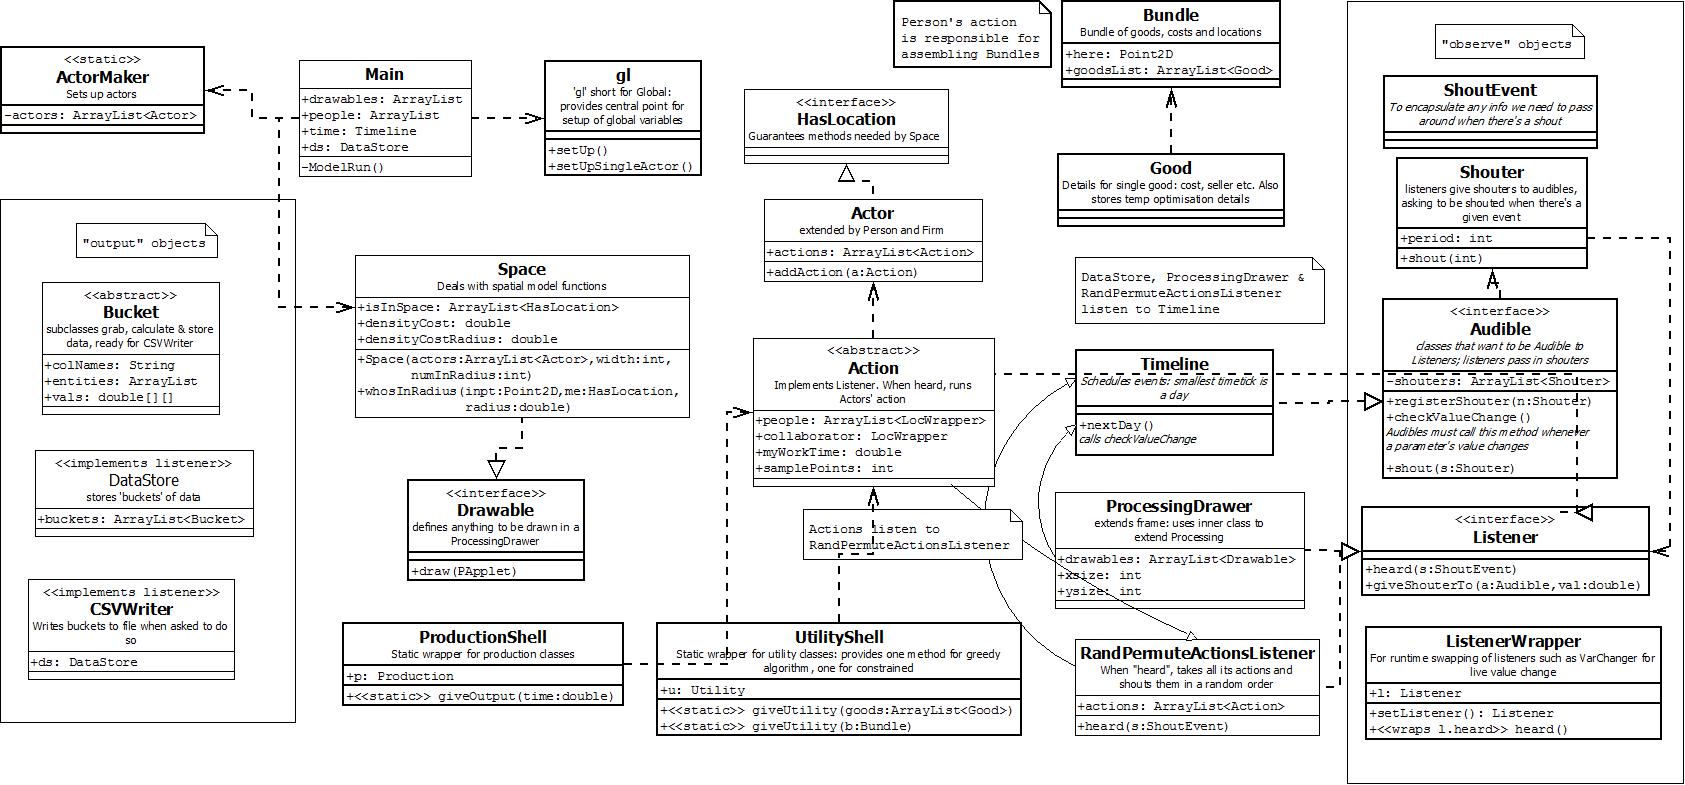 <<static>>
ActorMaker
Sets up actors
-actors: ArrayList<Actor>
Main
+drawables: ArrayList
+people: ArrayList
+time: Timeline
+ds: DataStore
-ModelRun()
gl
'gl' short for Global:
provides central point for
setup of global variables
+setUp()
+setUpSingleActor()
Person's action
is responsible for
assembling Bundles
Bundle
Bundle of goods, costs and locations
+here: Point2D
+goodsList: ArrayList<Good>
<<interface>>
HasLocation
Guarantees methods needed by Space
Good
Details for single good: cost, seller etc. Also
stores temp optimisation details
Actor
extended by Person and Firm
+actions: ArrayList<Action>
+addAction(a:Action)
"observe" objects
ShoutEvent
To encapsulate any info we need to pass
around when there's a shout
Shouter
listeners give shouters to audibles,
asking to be shouted when there's a
given event
+period: int
+shout(int)
"output" objects
<<abstract>>
Bucket
subclasses grab, calculate & store
data, ready for CSVWriter
+colNames: String
+entities: ArrayList
+vals: double[][]
<<implements listener>>
DataStore
stores 'buckets' of data
+buckets: ArrayList<Bucket>
<<implements listener>>
CSVWriter
Writes buckets to file when asked to do
so
+ds: DataStore
Space
Deals with spatial model functions
+isInSpace: ArrayList<HasLocation>
+densityCost: double
+densityCostRadius: double
+Space(actors:ArrayList<Actor>,width:int,
numInRadius:int)
+whosInRadius(inpt:Point2D,me:HasLocation,
radius:double)
<<interface>>
Drawable
defines anything to be drawn in a
ProcessingDrawer
+draw(PApplet)
DataStore, ProcessingDrawer &
RandPermuteActionsListener
listen to Timeline
<<abstract>>
Action
Implements Listener. When heard, runs
Actors' action
+people: ArrayList<LocWrapper>
+collaborator: LocWrapper
+myWorkTime: double
+samplePoints: int
Timeline
Schedules events: smallest timetick is
a day
+nextDay()
calls checkValueChange
<<interface>>
Audible
classes that want to be Audible to
Listeners; listeners pass in shouters
-shouters: ArrayList<Shouter>
+registerShouter(n:Shouter)
+checkValueChange()
Audibles must call this method whenever
a parameter's value changes
+shout(s:Shouter)
Actions listen to
RandPermuteActionsListener
ProcessingDrawer
extends frame: uses inner class to
extend Processing
+drawables: ArrayList<Drawable>
+xsize: int
+ysize: int
<<interface>>
Listener
+heard(s:ShoutEvent)
+giveShouterTo(a:Audible,val:double)
ProductionShell
Static wrapper for production classes
+p: Production
+<<static>> giveOutput(time:double)
UtilityShell
Static wrapper for utility classes: provides one method for greedy
algorithm, one for constrained
+u: Utility
+<<static>> giveUtility(goods:ArrayList<Good>)
+<<static>> giveUtility(b:Bundle)
RandPermuteActionsListener
When "heard", takes all its actions and
shouts them in a random order
+actions: ArrayList<Action>
+heard(s:ShoutEvent)
ListenerWrapper
For runtime swapping of listeners such as VarChanger for
live value change
+l: Listener
+setListener(): Listener
+<<wraps l.heard>> heard()